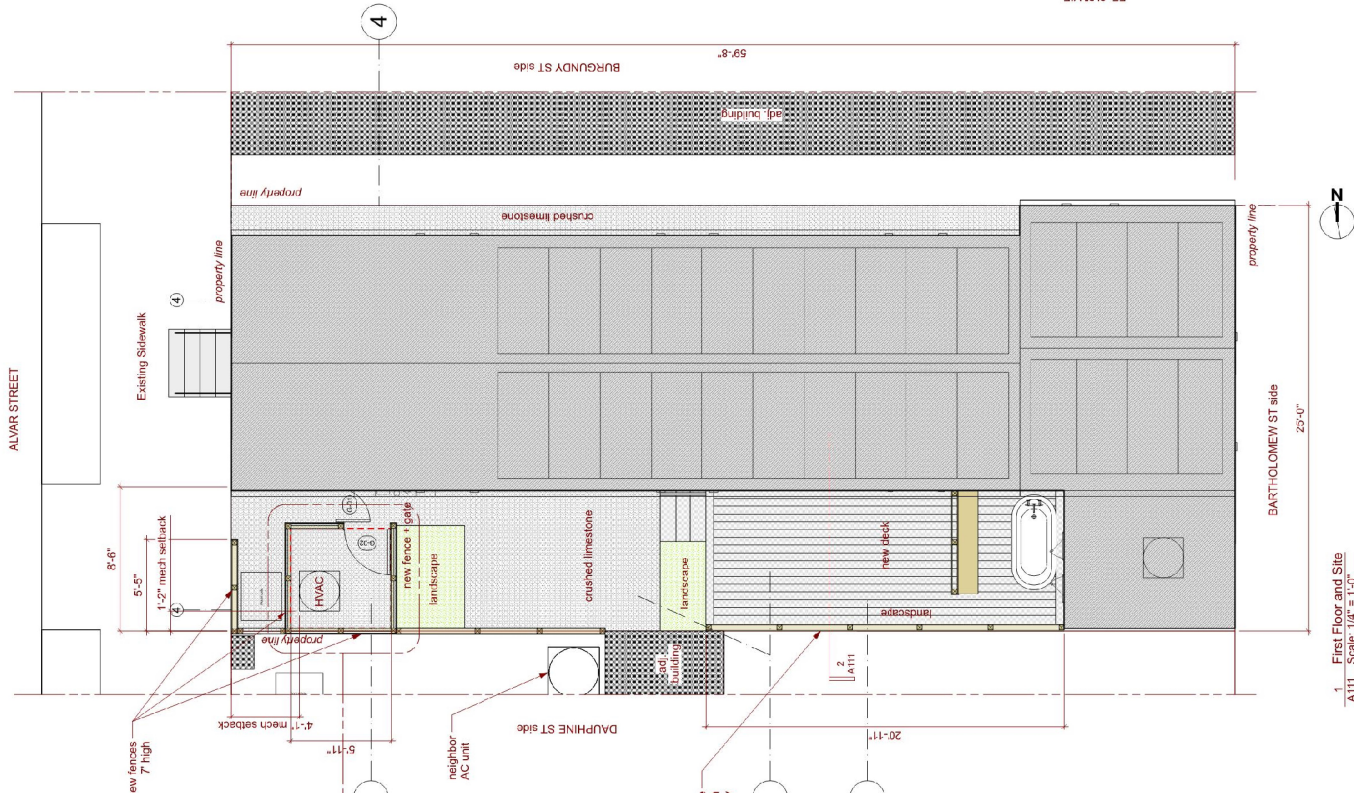 4
59'-8"
BURGUNDY ST side
adj. building
property line
crushed limestone
N
property line
property line
4
Existing Sidewalk
ALVAR STREET
8'-6"
5'-5"
1'-2" mech setback
4
HVAC
new fence + gate
landscape
crushed limestone
landscape
new deck
landscape
property line
adj.
building
2
A111
BARTHOLOMEW ST side
25'-0"
4'-1" mech setback
5'-11"
ew fences
7' high
neighbor
AC unit
DAUPHINE ST side
20'-11"
1 First Floor and Site
A111 Scale: 1/4" = 1'-0"